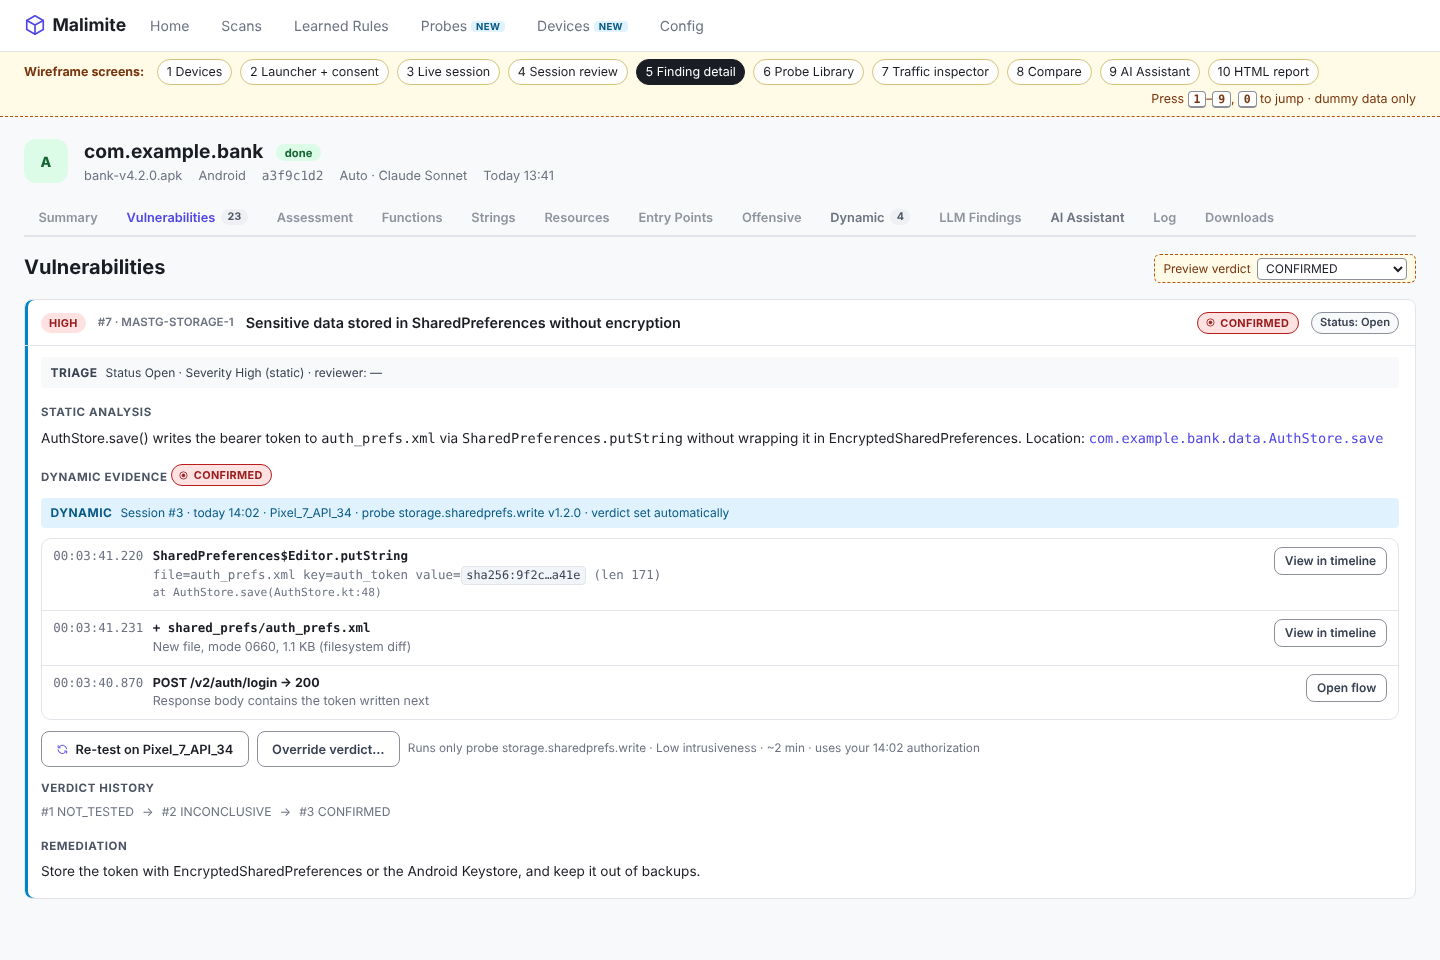 Malimite Home Scans Learned Rules Probes NEW Devices NEW Config
Wireframe screens: 1 Devices 2 Launcher + consent 3 Live session 4 Session review 5 Finding detail 6 Probe Library 7 Traffic inspector 8 Compare 9 AI Assistant 10 HTML report
Press 1–9, 0 to jump · dummy data only
A
com.example.bank done
bank-v4.2.0.apk Android a3f9c1d2 Auto · Claude Sonnet Today 13:41
Summary Vulnerabilities 23 Assessment Functions Strings Resources Entry Points Offensive Dynamic 4 LLM Findings AI Assistant Log Downloads
Vulnerabilities
Preview verdict CONFIRMED
HIGH #7 · MASTG-STORAGE-1 Sensitive data stored in SharedPreferences without encryption CONFIRMED Status: Open
TRIAGE Status Open · Severity High (static) · reviewer: —
STATIC ANALYSIS
AuthStore.save() writes the bearer token to auth_prefs.xml via SharedPreferences.putString without wrapping it in EncryptedSharedPreferences. Location: com.example.bank.data.AuthStore.save
DYNAMIC EVIDENCE CONFIRMED
DYNAMIC Session #3 · today 14:02 · Pixel_7_API_34 · probe storage.sharedprefs.write v1.2.0 · verdict set automatically
00:03:41.220 SharedPreferences$Editor.putString View in timeline
file=auth_prefs.xml key=auth_token value=sha256:9f2c…a41e (len 171)
at AuthStore.save(AuthStore.kt:48)
00:03:41.231 + shared_prefs/auth_prefs.xml View in timeline
New file, mode 0660, 1.1 KB (filesystem diff)
00:03:40.870 POST /v2/auth/login → 200 Open flow
Response body contains the token written next
Re-test on Pixel_7_API_34 Override verdict… Runs only probe storage.sharedprefs.write · Low intrusiveness · ~2 min · uses your 14:02 authorization
VERDICT HISTORY
#1 NOT_TESTED → #2 INCONCLUSIVE → #3 CONFIRMED
REMEDIATION
Store the token with EncryptedSharedPreferences or the Android Keystore, and keep it out of backups.